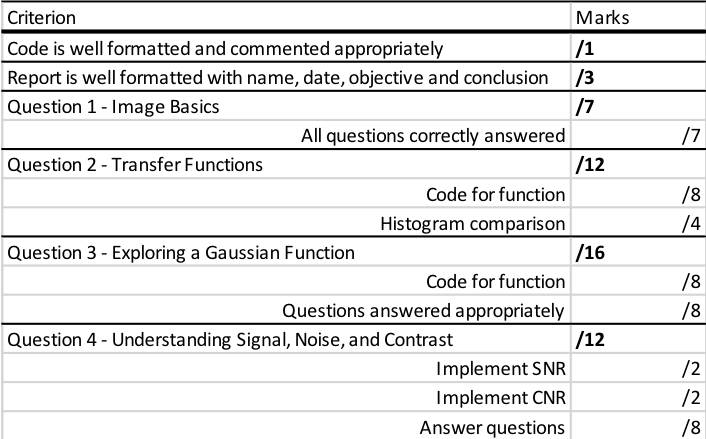 Criterion Marks
Code is well formatted and commented appropriately /1
Report is well formatted with name, date, objective and conclusion /3
Question 1 - Image Basics /7
All questions correctly answered /7
Question 2 - Transfer Functions /12
Code for function /8
Histogram comparison /4
Question 3 - Exploring a Gaussian Function /16
Code for function /8
Questions answered appropriately /8
Question 4 - Understanding Signal, Noise, and Contrast /12
Implement SNR /2
Implement CNR /2
Answer questions /8